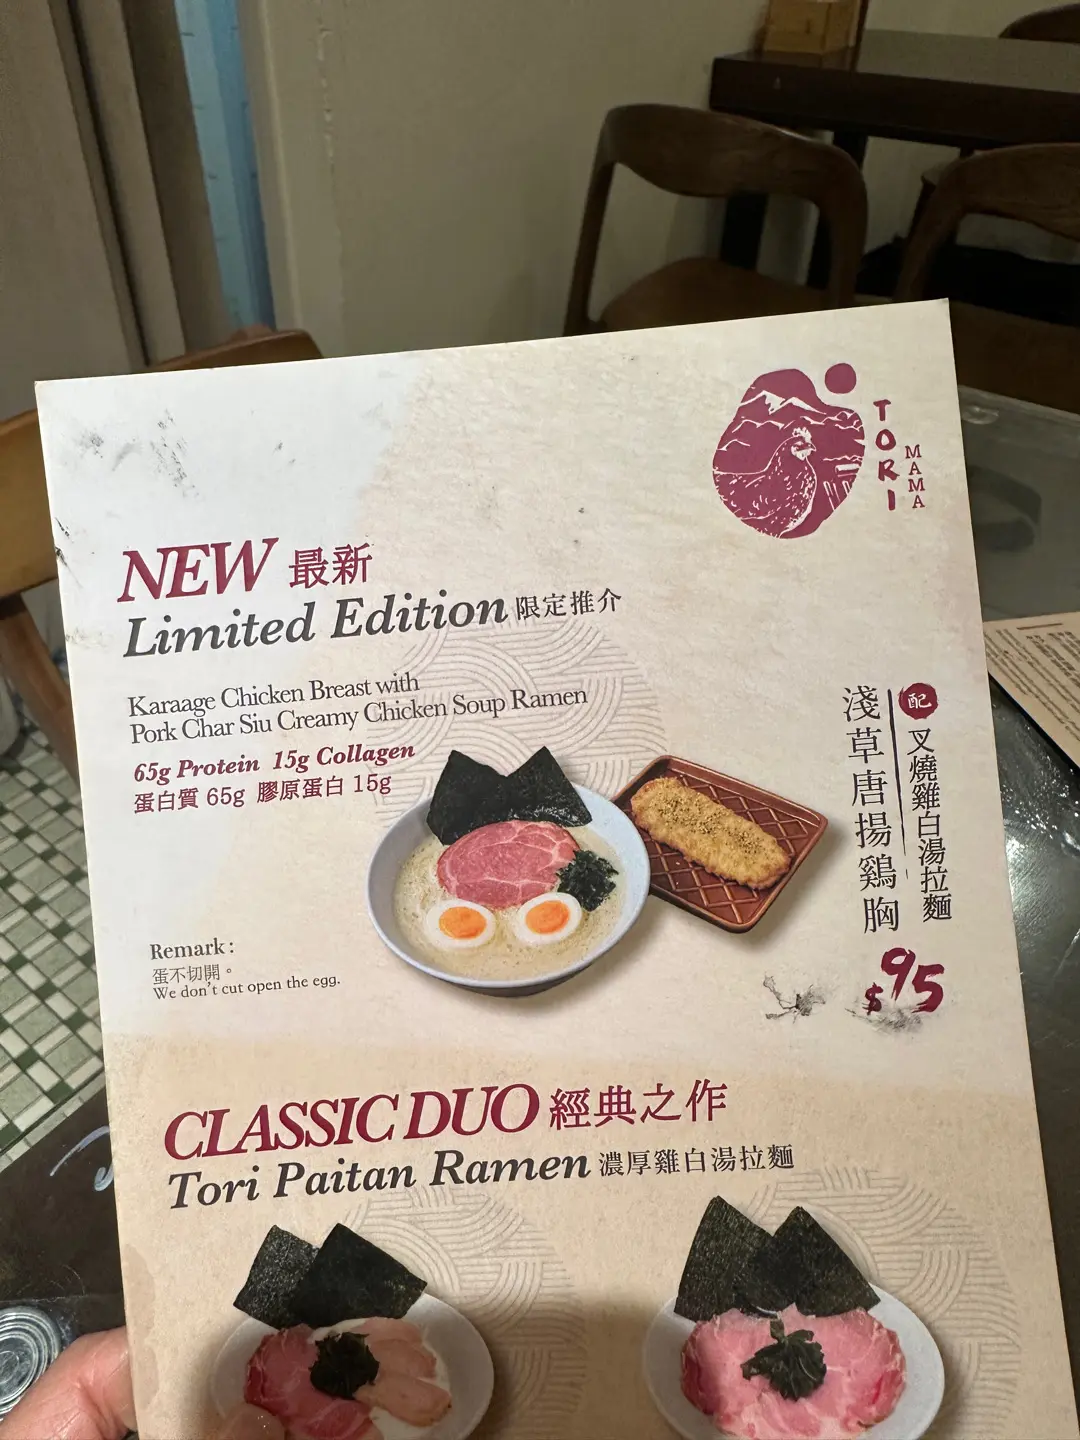 TORI
MAMA
NEW 最新
Limited Edition 限定推介
Karaage Chicken Breast with
Pork Char Siu Creamy Chicken Soup Ramen
65g Protein 15g Collagen
蛋白質 65g 膠原蛋白 15g
淺草唐揚鷄胸
配 叉燒雞白湯拉麵
$95
Remark :
蛋不切開。
We don't cut open the egg.
CLASSIC DUO 經典之作
Tori Paitan Ramen 濃厚雞白湯拉麵